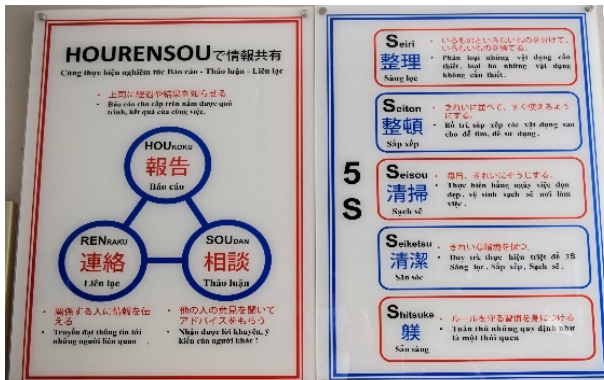 HOURENSOUで情報共有
Cùng thực hiện nghiêm túc Báo cáo - Thảo luận - Liên lạc
・ 上司に経過や結果を知らせる
・ Báo cáo cho cấp trên nắm được quá
trình, kết quả của công việc.
HOUKOKU
報告
Báo cáo
RENRAKU
連絡
Liên lạc
SOUDAN
相談
Thảo luận
・ 関係する人に情報を伝
える
・ Truyền đạt thông tin tới
những người liên quan
・ 他の人の意見を聞いて
アドバイスをもらう
・ Nhận được lời khuyên, ý
kiến của người khác !
5
S
Seiri
整理
Sàng lọc
・ いるものといらないものを分けて、
いらないものを捨てる。
・ Phân loại những vật dụng cần
thiết, loại bỏ những vật dụng
không cần thiết.
Seiton
整頓
Sắp xếp
・ きれいに並べて、すぐ使えるよう
にする。
・ Bố trí, sắp xếp các vật dụng sao
cho dễ tìm, dễ sử dụng.
Seisou
清掃
Sạch sẽ
・ 毎日、きれいにそうじする。
・ Thực hiện hàng ngày việc dọn
dẹp, vệ sinh sạch sẽ nơi làm
việc.
Seiketsu
清潔
Săn sóc
・ きれいな環境を保つ。
・ Duy trì, thực hiện triệt để 3S
Sàng lọc, Sắp xếp, Sạch sẽ.
Shitsuke
躾
Sẵn sàng
・ ルールを守る習慣を身につける
・ Tuân thủ những quy định như
là một thói quen